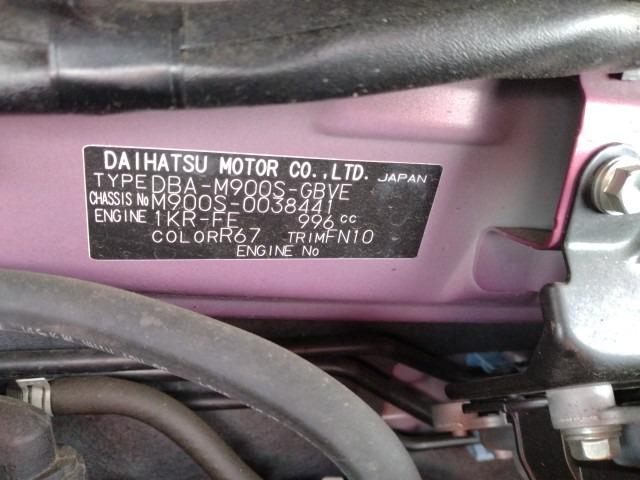 DAIHATSU MOTOR CO.,LTD. JAPAN
TYPE DBA-M900S-GBVE
CHASSIS No M900S-0038441
ENGINE 1KR-FE 996 cc
COLOR R67 TRIM FN10
ENGINE No